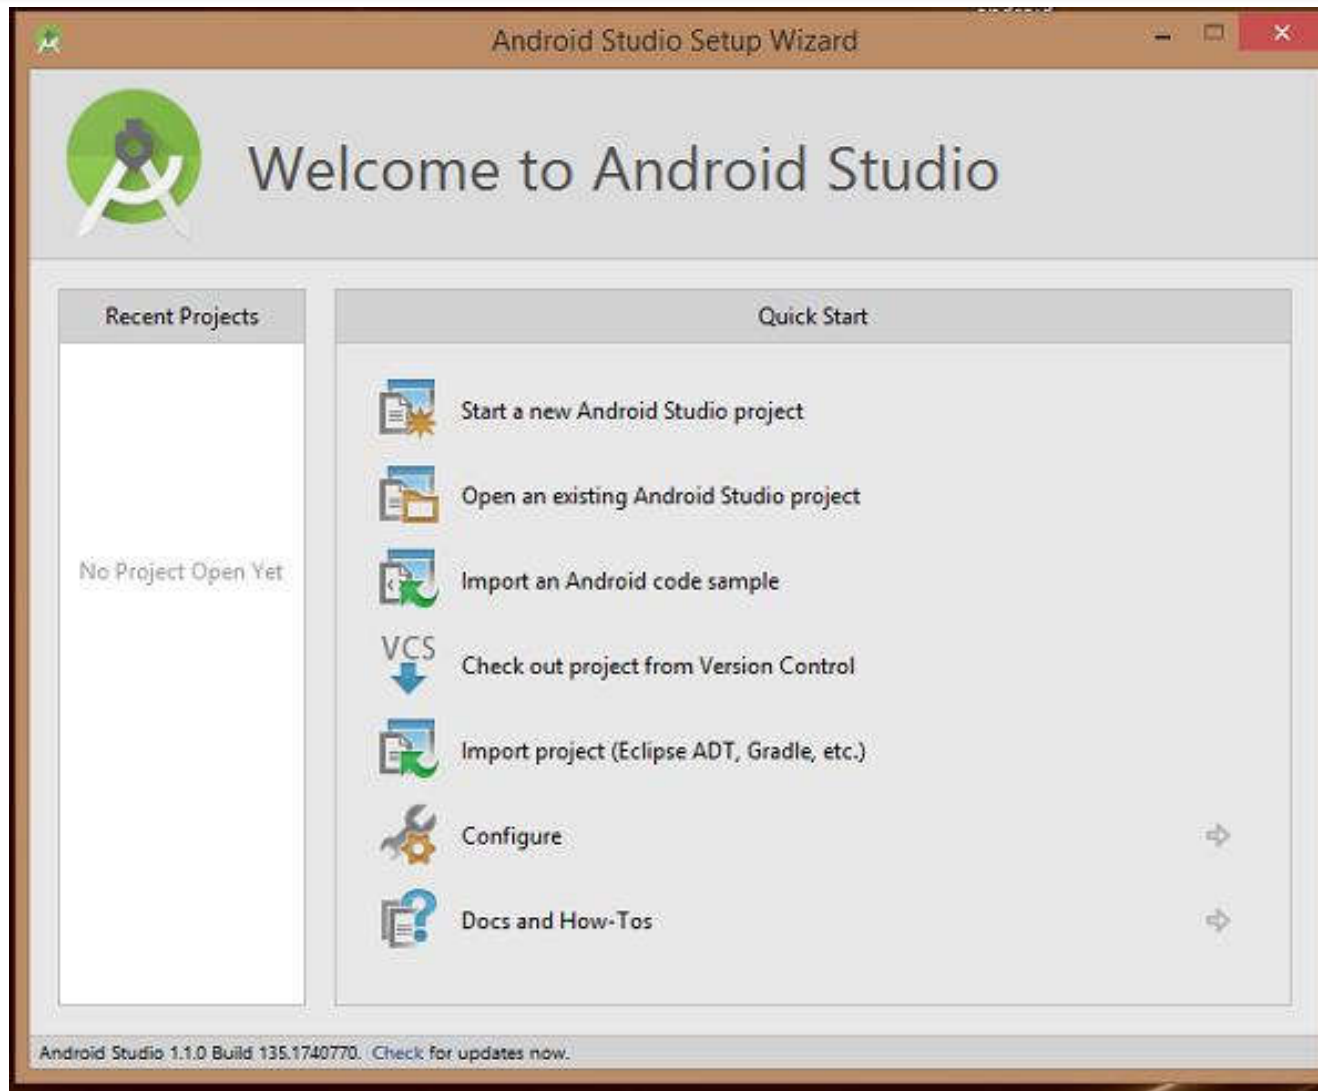 Android Studio Setup Wizard
Welcome to Android Studio
Recent Projects
No Project Open Yet
Quick Start
Start a new Android Studio project
Open an existing Android Studio project
Import an Android code sample
VCS
Check out project from Version Control
Import project (Eclipse ADT, Gradle, etc.)
Configure
Docs and How-Tos
Android Studio 1.1.0 Build 135.1740770. Check for updates now.